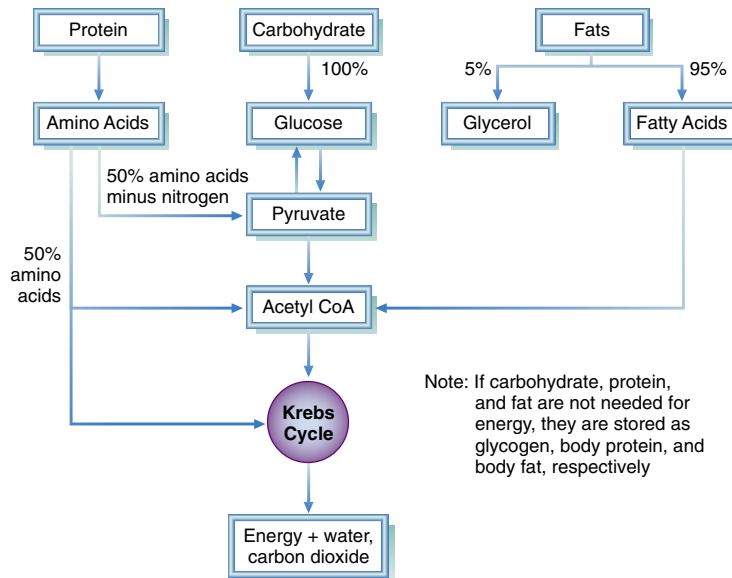 Protein
Carbohydrate
Fats
100%
5%
95%
Amino Acids
Glucose
Glycerol
Fatty Acids
50% amino acids
minus nitrogen
Pyruvate
50%
amino
acids
Acetyl CoA
Krebs
Cycle
Note: If carbohydrate, protein,
and fat are not needed for
energy, they are stored as
glycogen, body protein, and
body fat, respectively
Energy + water,
carbon dioxide